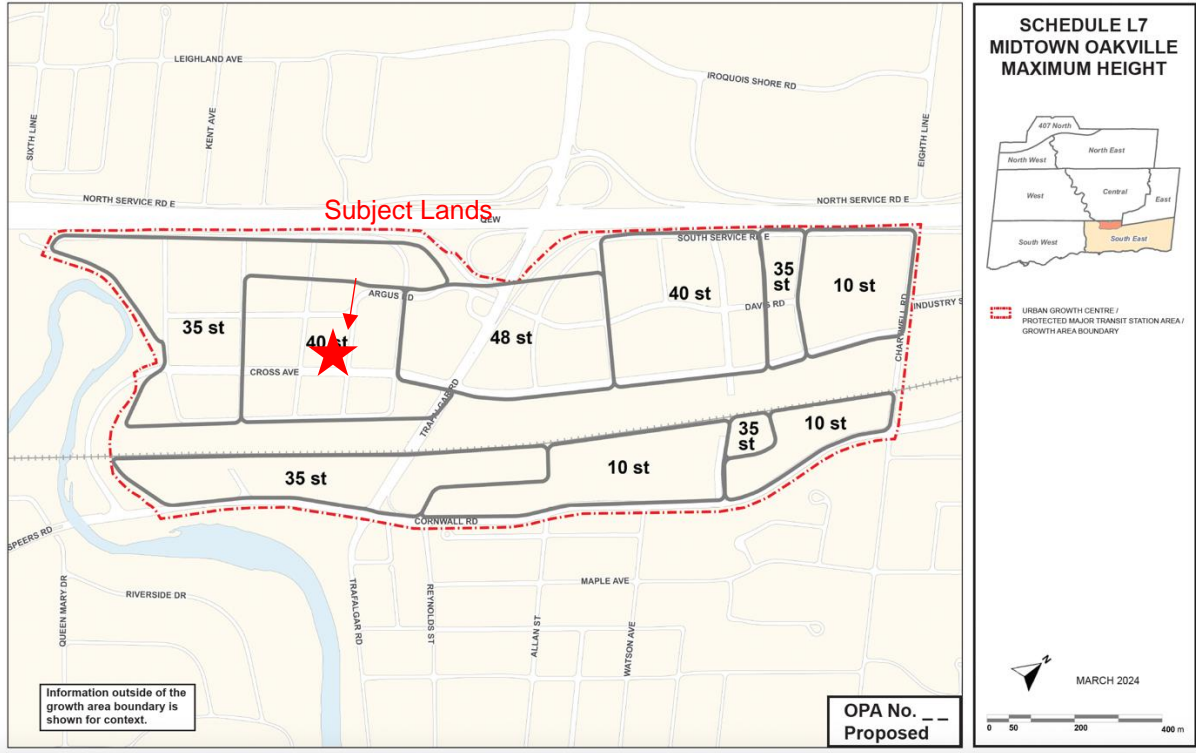 LEIGHLAND AVE
IROQUOIS SHORE RD
SIXTH LINE
KENT AVE
EIGHTH LINE
NORTH SERVICE RD E
NORTH SERVICE RD E
Subject Lands
QEW
SOUTH SERVICE RD E
ARGUS RD
35 st
40 st
48 st
40 st
35
st
10 st
DAVIS RD
INDUSTRY S
CHARTWELL RD
CROSS AVE
TRAFALGAR RD
35 st
10 st
35
st
10 st
CORNWALL RD
SPEERS RD
QUEEN MARY DR
RIVERSIDE DR
TRAFALGAR RD
REYNOLDS ST
ALLAN ST
WATSON AVE
MAPLE AVE
Information outside of the
growth area boundary is
shown for context.
OPA No. _ _
Proposed
SCHEDULE L7
MIDTOWN OAKVILLE
MAXIMUM HEIGHT
407 North
North West
North East
West
Central
East
South West
South East
URBAN GROWTH CENTRE /
PROTECTED MAJOR TRANSIT STATION AREA /
GROWTH AREA BOUNDARY
N
MARCH 2024
0 50 200 400 m